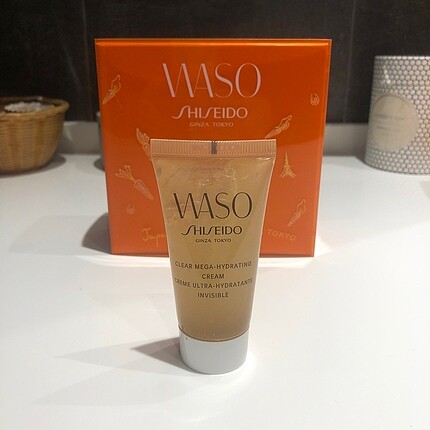 WASO
SHISEIDO
GINZA TOKYO
TOKYO
WASO
SHISEIDO
GINZA TOKYO
CLEAR MEGA-HYDRATING
CREAM
CRÈME ULTRA-HYDRATANTE
INVISIBLE